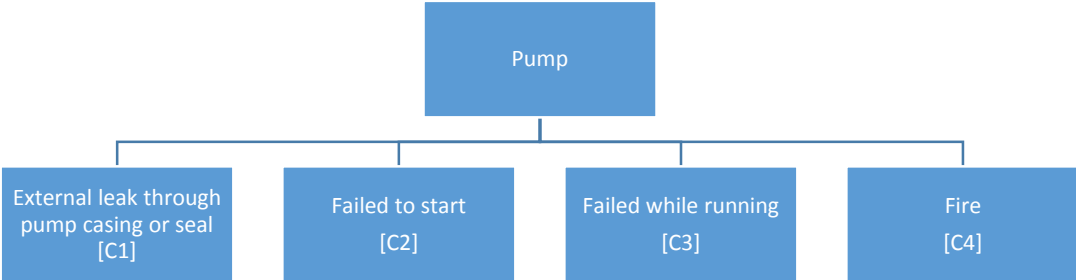 Pump
External leak through
pump casing or seal
[C1]
Failed to start
[C2]
Failed while running
[C3]
Fire
[C4]